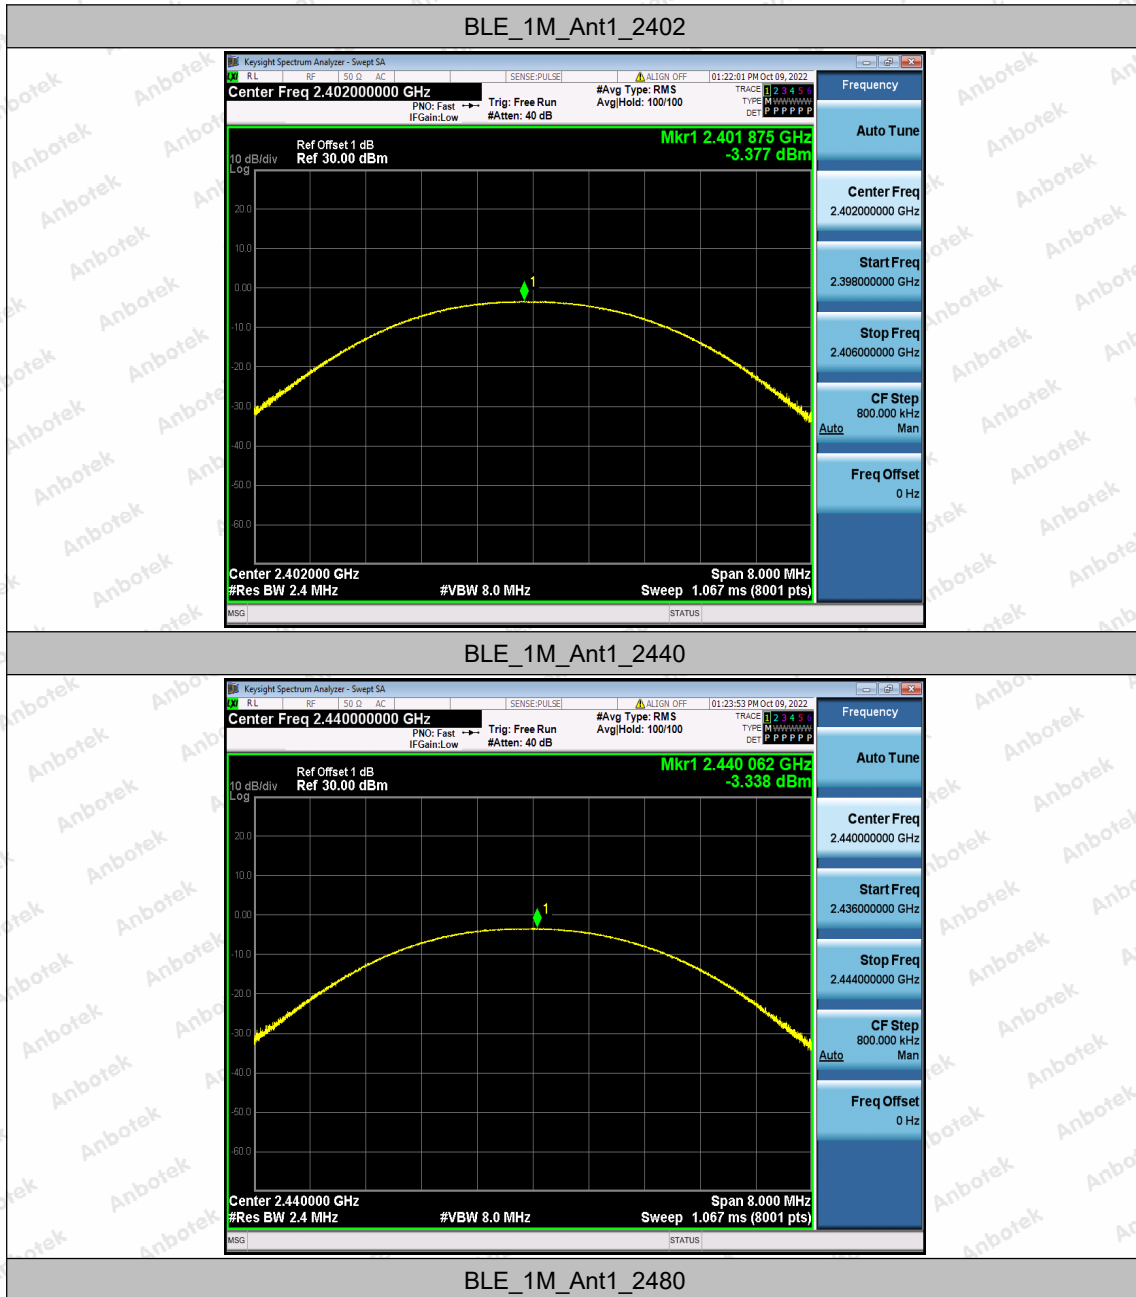 BLE_1M_Ant1_2402
Keysight Spectrum Analyzer - Swept SA
RL RF 50 Ω AC SENSE:PULSE ALIGN OFF 01:22:01 PM Oct 09, 2022
Center Freq 2.402000000 GHz
PNO: Fast
IFGain:Low
Trig: Free Run
#Atten: 40 dB
#Avg Type: RMS
Avg|Hold: 100/100
TRACE 1 2 3 4 5 6
TYPE M W W W W W
DET P P P P P P
Mkr1 2.401 875 GHz
-3.377 dBm
Ref Offset 1 dB
10 dB/div Ref 30.00 dBm
Log
20.0
10.0
0.00
-10.0
-20.0
-30.0
-40.0
-50.0
-60.0
1
Center 2.402000 GHz Span 8.000 MHz
#Res BW 2.4 MHz #VBW 8.0 MHz Sweep 1.067 ms (8001 pts)
MSG STATUS
Frequency
Auto Tune
Center Freq
2.402000000 GHz
Start Freq
2.398000000 GHz
Stop Freq
2.406000000 GHz
CF Step
800.000 kHz
Auto Man
Freq Offset
0 Hz
BLE_1M_Ant1_2440
Keysight Spectrum Analyzer - Swept SA
RL RF 50 Ω AC SENSE:PULSE ALIGN OFF 01:23:53 PM Oct 09, 2022
Center Freq 2.440000000 GHz
PNO: Fast
IFGain:Low
Trig: Free Run
#Atten: 40 dB
#Avg Type: RMS
Avg|Hold: 100/100
TRACE 1 2 3 4 5 6
TYPE M W W W W W
DET P P P P P P
Mkr1 2.440 062 GHz
-3.338 dBm
Ref Offset 1 dB
10 dB/div Ref 30.00 dBm
Log
20.0
10.0
0.00
-10.0
-20.0
-30.0
-40.0
-50.0
-60.0
1
Center 2.440000 GHz Span 8.000 MHz
#Res BW 2.4 MHz #VBW 8.0 MHz Sweep 1.067 ms (8001 pts)
MSG STATUS
Frequency
Auto Tune
Center Freq
2.440000000 GHz
Start Freq
2.436000000 GHz
Stop Freq
2.444000000 GHz
CF Step
800.000 kHz
Auto Man
Freq Offset
0 Hz
BLE_1M_Ant1_2480
Anbotek